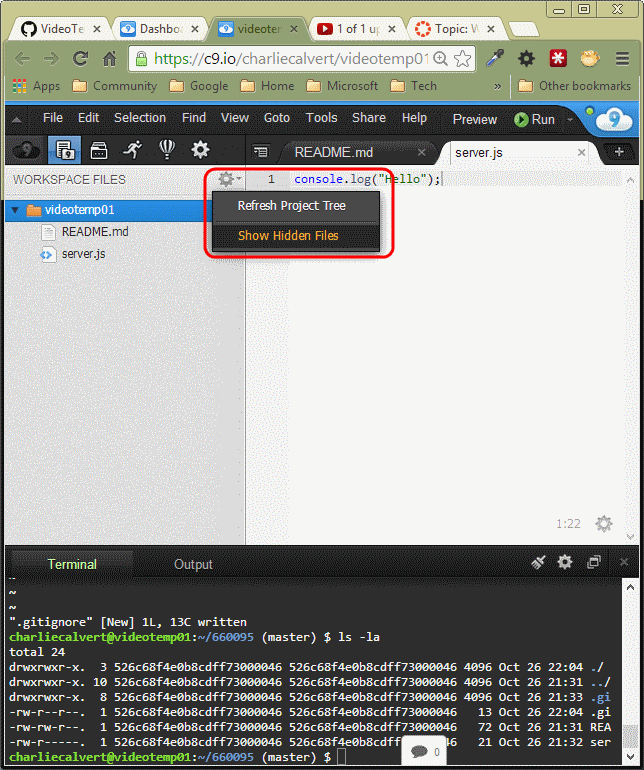 VideoTe
Dashbo
videotem
1 of 1 up
Topic: W
https://c9.io/charliecalvert/videotemp01
Apps Community Google Home Microsoft Tech » Other bookmarks
File Edit Selection Find View Goto Tools Share Help Preview Run
WORKSPACE FILES
README.md
server.js
videotemp01
README.md
server.js
1 console.log("Hello");
Refresh Project Tree
Show Hidden Files
1:22
Terminal Output
~
~
~
".gitignore" [New] 1L, 13C written
charliecalvert@videotemp01:~/660095 (master) $ ls -la
total 24
drwxrwxr-x. 3 526c68f4e0b8cdff73000046 526c68f4e0b8cdff73000046 4096 Oct 26 22:04 ./
drwxrwxr-x. 10 526c68f4e0b8cdff73000046 526c68f4e0b8cdff73000046 4096 Oct 26 21:31 ../
drwxrwxr-x. 8 526c68f4e0b8cdff73000046 526c68f4e0b8cdff73000046 4096 Oct 26 21:33 .gi
-rw-r--r--. 1 526c68f4e0b8cdff73000046 526c68f4e0b8cdff73000046 13 Oct 26 22:04 .gi
-rw-rw-r--. 1 526c68f4e0b8cdff73000046 526c68f4e0b8cdff73000046 72 Oct 26 21:31 REA
-rw-r-----. 1 526c68f4e0b8cdff73000046 526c68f4e0b8cdff73000046 21 Oct 26 21:32 ser
charliecalvert@videotemp01:~/660095 (master) $
0